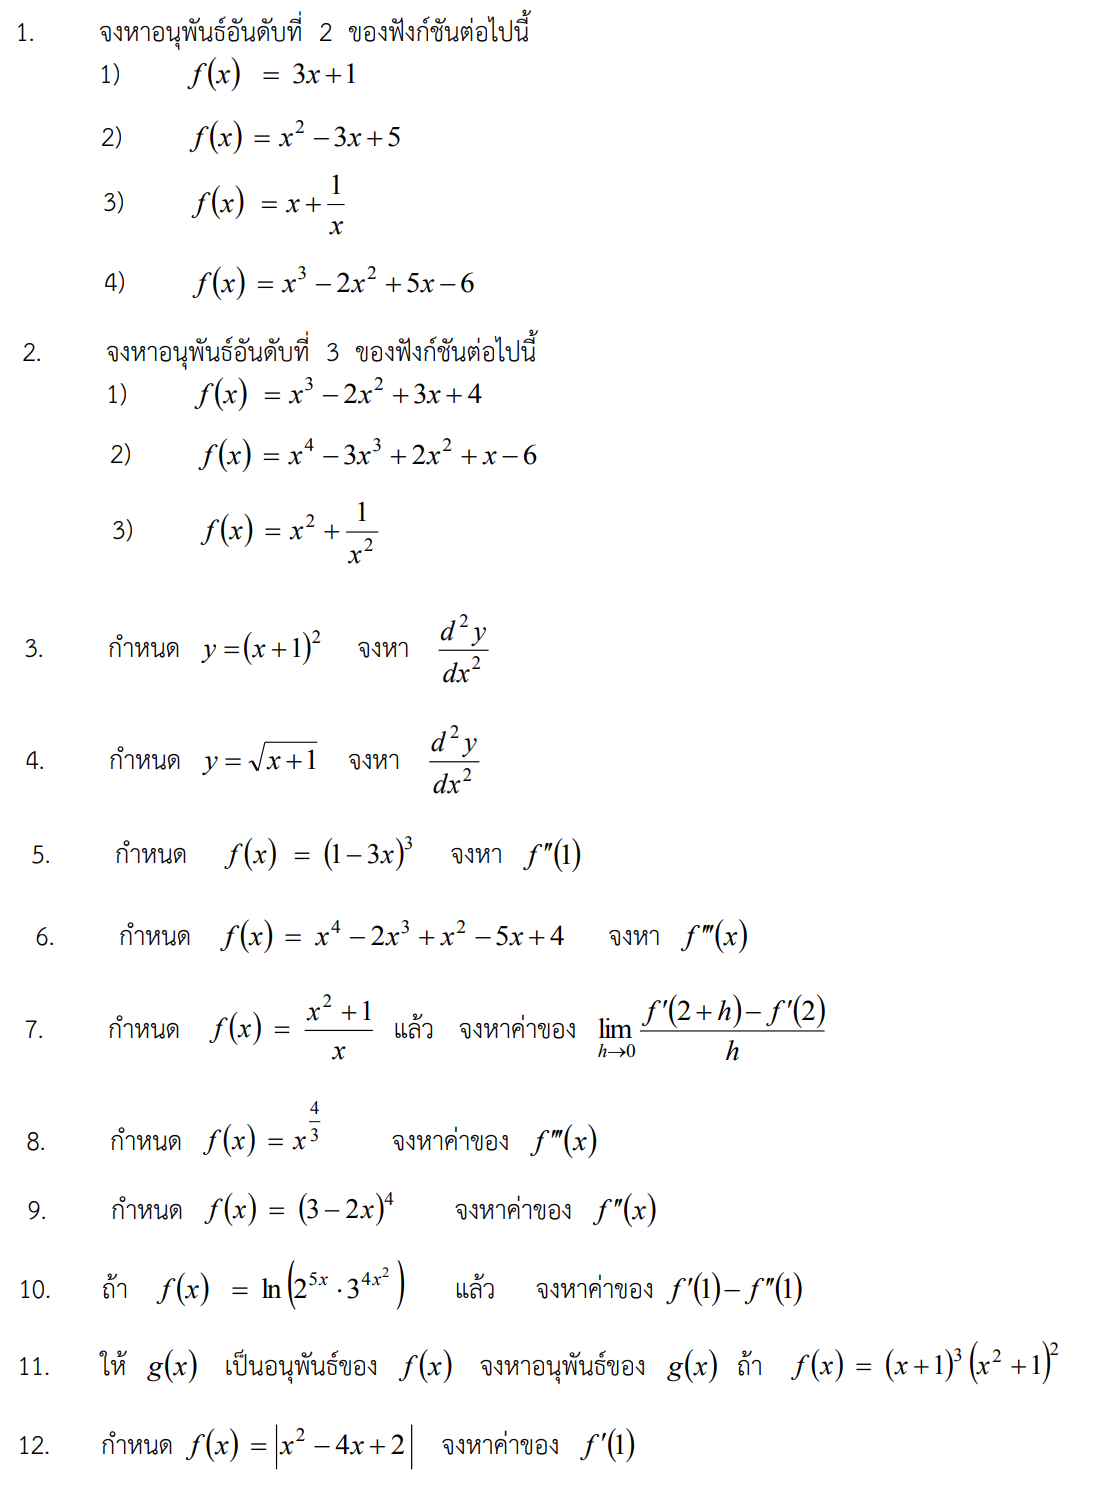 1. จงหาอนุพันธ์อันดับที่ 2 ของฟังก์ชันต่อไปนี้
1) f(x) = 3x + 1
2) f(x) = x² − 3x + 5
3) f(x) = x + 1/x
4) f(x) = x³ − 2x² + 5x − 6
2. จงหาอนุพันธ์อันดับที่ 3 ของฟังก์ชันต่อไปนี้
1) f(x) = x³ − 2x² + 3x + 4
2) f(x) = x⁴ − 3x³ + 2x² + x − 6
3) f(x) = x² + 1/x²
3. กำหนด y = (x + 1)² จงหา d²y/dx²
4. กำหนด y = √(x + 1) จงหา d²y/dx²
5. กำหนด f(x) = (1 − 3x)³ จงหา f″(1)
6. กำหนด f(x) = x⁴ − 2x³ + x² − 5x + 4 จงหา f‴(x)
7. กำหนด f(x) = (x² + 1)/x แล้ว จงหาค่าของ lim h→0 (f′(2 + h) − f′(2))/h
8. กำหนด f(x) = x^(4/3) จงหาค่าของ f‴(x)
9. กำหนด f(x) = (3 − 2x)⁴ จงหาค่าของ f″(x)
10. ถ้า f(x) = ln(2^(5x) · 3^(4x²)) แล้ว จงหาค่าของ f′(1) − f″(1)
11. ให้ g(x) เป็นอนุพันธ์ของ f(x) จงหาอนุพันธ์ของ g(x) ถ้า f(x) = (x + 1)³(x² + 1)²
12. กำหนด f(x) = |x² − 4x + 2| จงหาค่าของ f′(1)